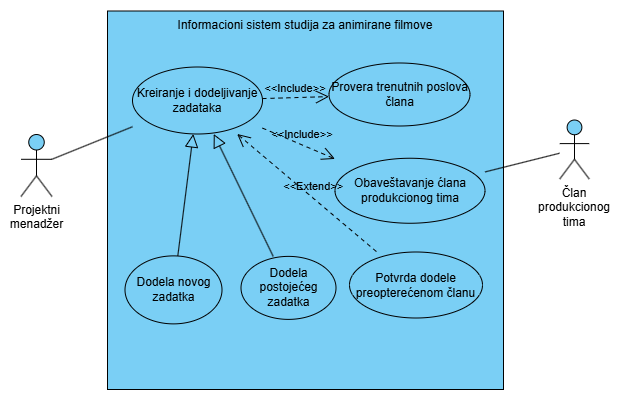 Informacioni sistem studija za animirane filmove
Kreiranje i dodeljivanje
zadataka
<<Include>>
Provera trenutnih poslova
člana
<<Include>>
Obaveštavanje ćlana
produkcionog tima
<<Extend>>
Projektni
menadžer
Član
produkcionog
tima
Dodela novog
zadatka
Dodela
postojećeg
zadatka
Potvrda dodele
preopterećenom članu